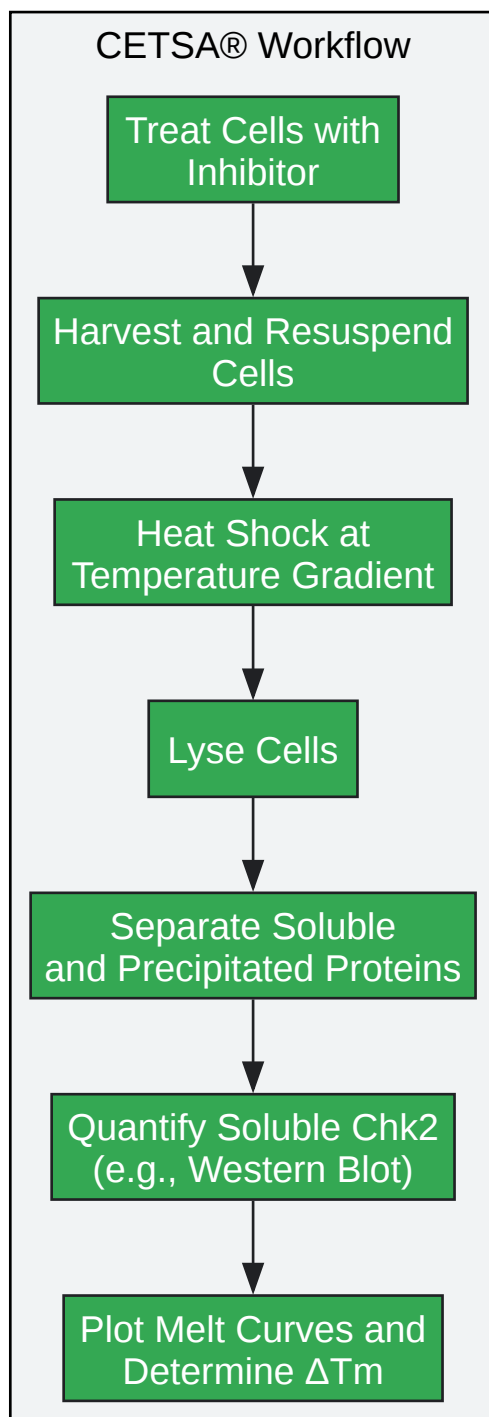 CETSA® Workflow
Treat Cells with
Inhibitor
Harvest and Resuspend
Cells
Heat Shock at
Temperature Gradient
Lyse Cells
Separate Soluble
and Precipitated Proteins
Quantify Soluble Chk2
(e.g., Western Blot)
Plot Melt Curves and
Determine ΔTm